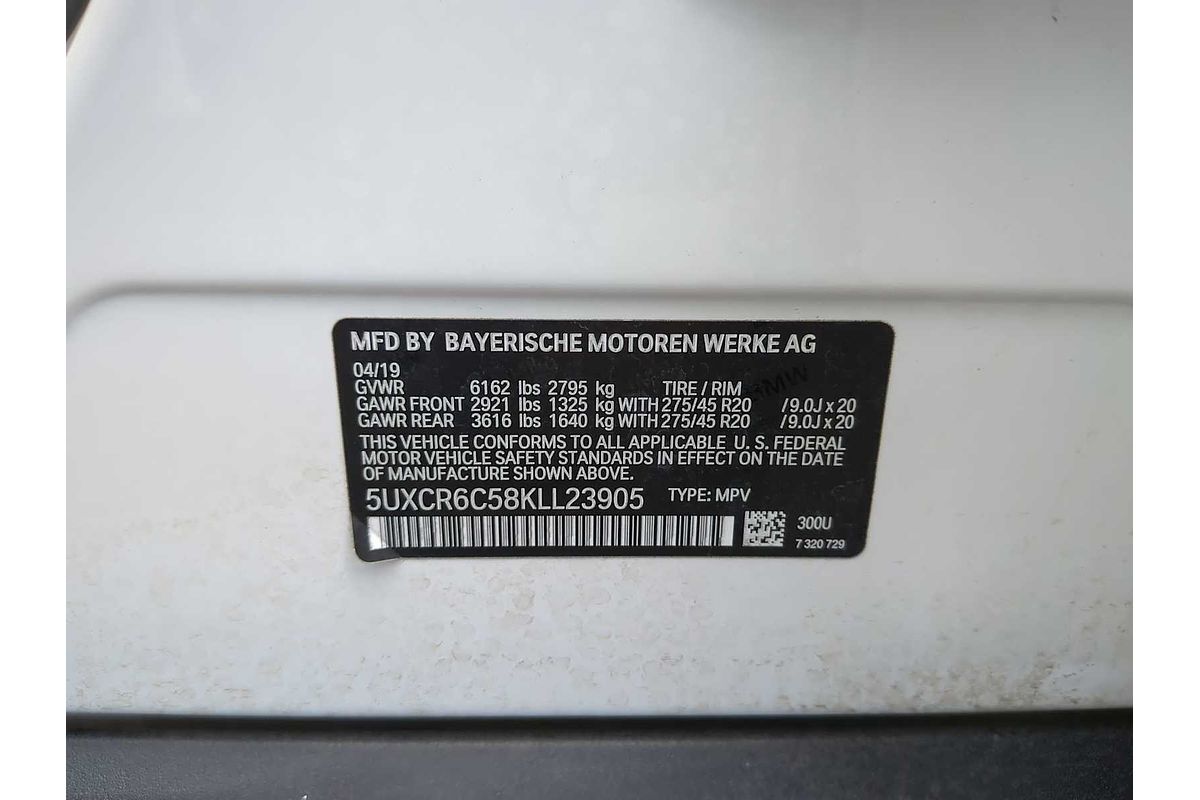 MFD BY BAYERISCHE MOTOREN WERKE AG
04/19
GVWR 6162 lbs 2795 kg TIRE / RIM
GAWR FRONT 2921 lbs 1325 kg WITH 275/45 R20 / 9.0J x 20
GAWR REAR 3616 lbs 1640 kg WITH 275/45 R20 / 9.0J x 20
THIS VEHICLE CONFORMS TO ALL APPLICABLE U. S. FEDERAL
MOTOR VEHICLE SAFETY STANDARDS IN EFFECT ON THE DATE
OF MANUFACTURE SHOWN ABOVE.
5UXCR6C58KLL23905 TYPE: MPV
300U
7 320 729
BMW